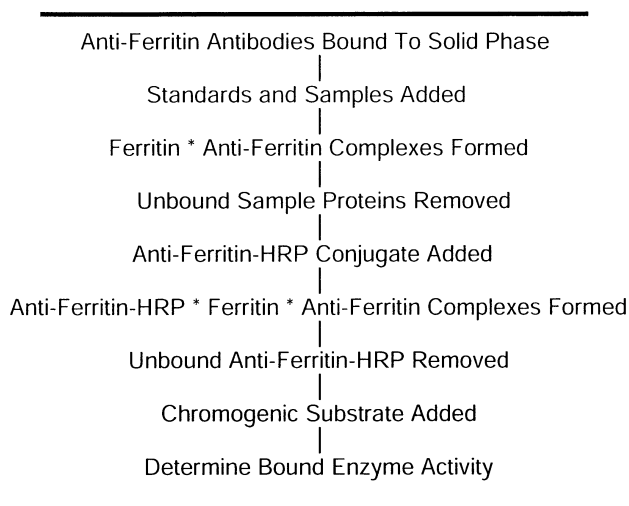 Anti-Ferritin Antibodies Bound To Solid Phase
Standards and Samples Added
Ferritin * Anti-Ferritin Complexes Formed
Unbound Sample Proteins Removed
Anti-Ferritin-HRP Conjugate Added
Anti-Ferritin-HRP * Ferritin * Anti-Ferritin Complexes Formed
Unbound Anti-Ferritin-HRP Removed
Chromogenic Substrate Added
Determine Bound Enzyme Activity